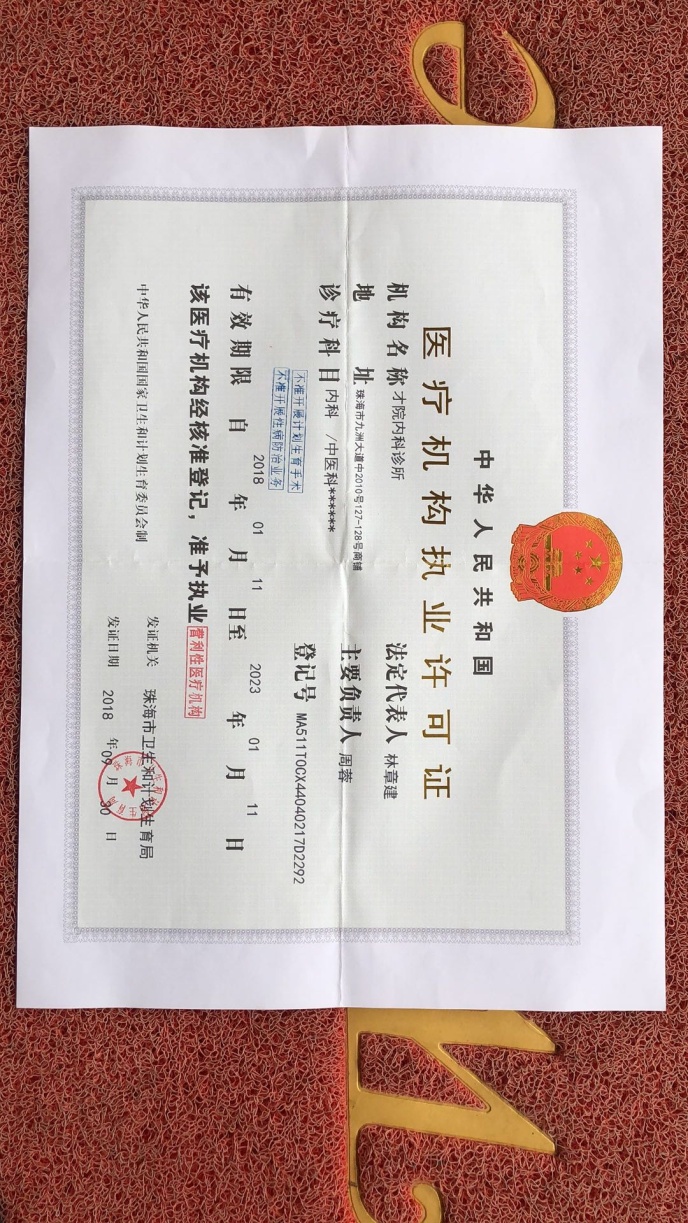 中华人民共和国
医疗机构执业许可证
机构名称 才院内科诊所 法定代表人 林章建
地 址 珠海市九洲大道中2010号127-128号商铺 主要负责人 周蓉
诊疗科目 内科 /中医科****** 登记号 MA511T0CX44040217D2292
不准开展计划生育手术
不准开展性病防治业务
有效期限 自 2018 年 01 月 11 日至 2023 年 01 月 11 日
该医疗机构经核准登记，准予执业
营利性医疗机构
发证机关 珠海市卫生和计划生育局
中华人民共和国国家卫生和计划生育委员会制
发证日期 2018 年 09 月 30 日